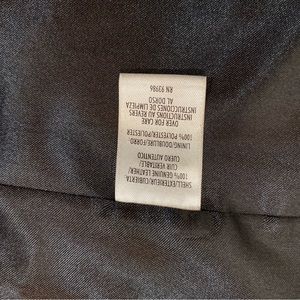 SHELL/EXTERIEUR/CUBIERTA:
100% GENUINE LEATHER/
CUIR VERITABLE/
CUERO AUTENTICO
LINING/DOUBLURE/FORRO:
100% POLYESTER/POLIESTER
OVER FOR CARE
INSTRUCTIONS AU REVERS
INSTRUCCIONES DE LIMPIEZA
AL DORSO
RN 93986